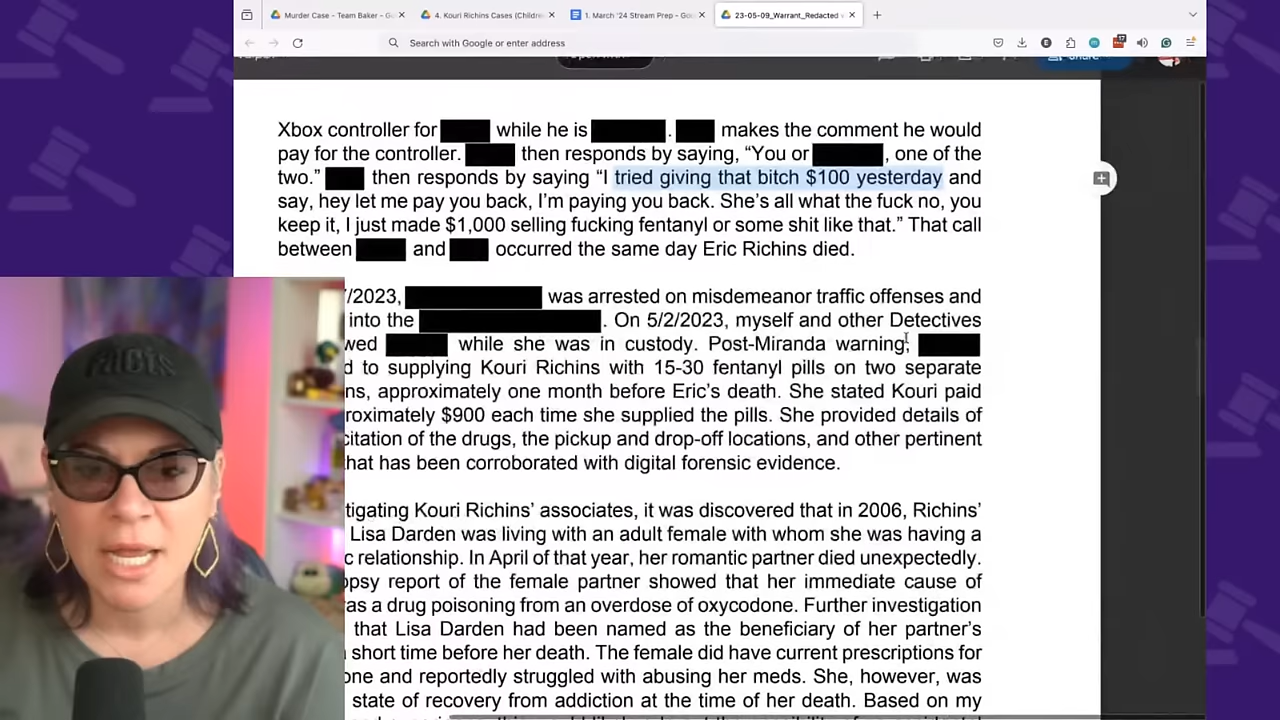 Murder Case - Team Baker - Go
4. Kouri Richins Cases (Childre
1. March '24 Stream Prep - Goo
23-05-09_Warrant_Redacted
Search with Google or enter address
17
Share
Xbox controller for while he is . makes the comment he would
pay for the controller. then responds by saying, “You or , one of the
two.” then responds by saying “I tried giving that bitch $100 yesterday and
say, hey let me pay you back, I’m paying you back. She’s all what the fuck no, you
keep it, I just made $1,000 selling fucking fentanyl or some shit like that.” That call
between and occurred the same day Eric Richins died.
/2023, was arrested on misdemeanor traffic offenses and
into the . On 5/2/2023, myself and other Detectives
wed while she was in custody. Post-Miranda warning,
d to supplying Kouri Richins with 15-30 fentanyl pills on two separate
ns, approximately one month before Eric’s death. She stated Kouri paid
roximately $900 each time she supplied the pills. She provided details of
citation of the drugs, the pickup and drop-off locations, and other pertinent
hat has been corroborated with digital forensic evidence.
tigating Kouri Richins’ associates, it was discovered that in 2006, Richins’
Lisa Darden was living with an adult female with whom she was having a
c relationship. In April of that year, her romantic partner died unexpectedly.
opsy report of the female partner showed that her immediate cause of
as a drug poisoning from an overdose of oxycodone. Further investigation
that Lisa Darden had been named as the beneficiary of her partner’s
short time before her death. The female did have current prescriptions for
one and reportedly struggled with abusing her meds. She, however, was
state of recovery from addiction at the time of her death. Based on my
facts